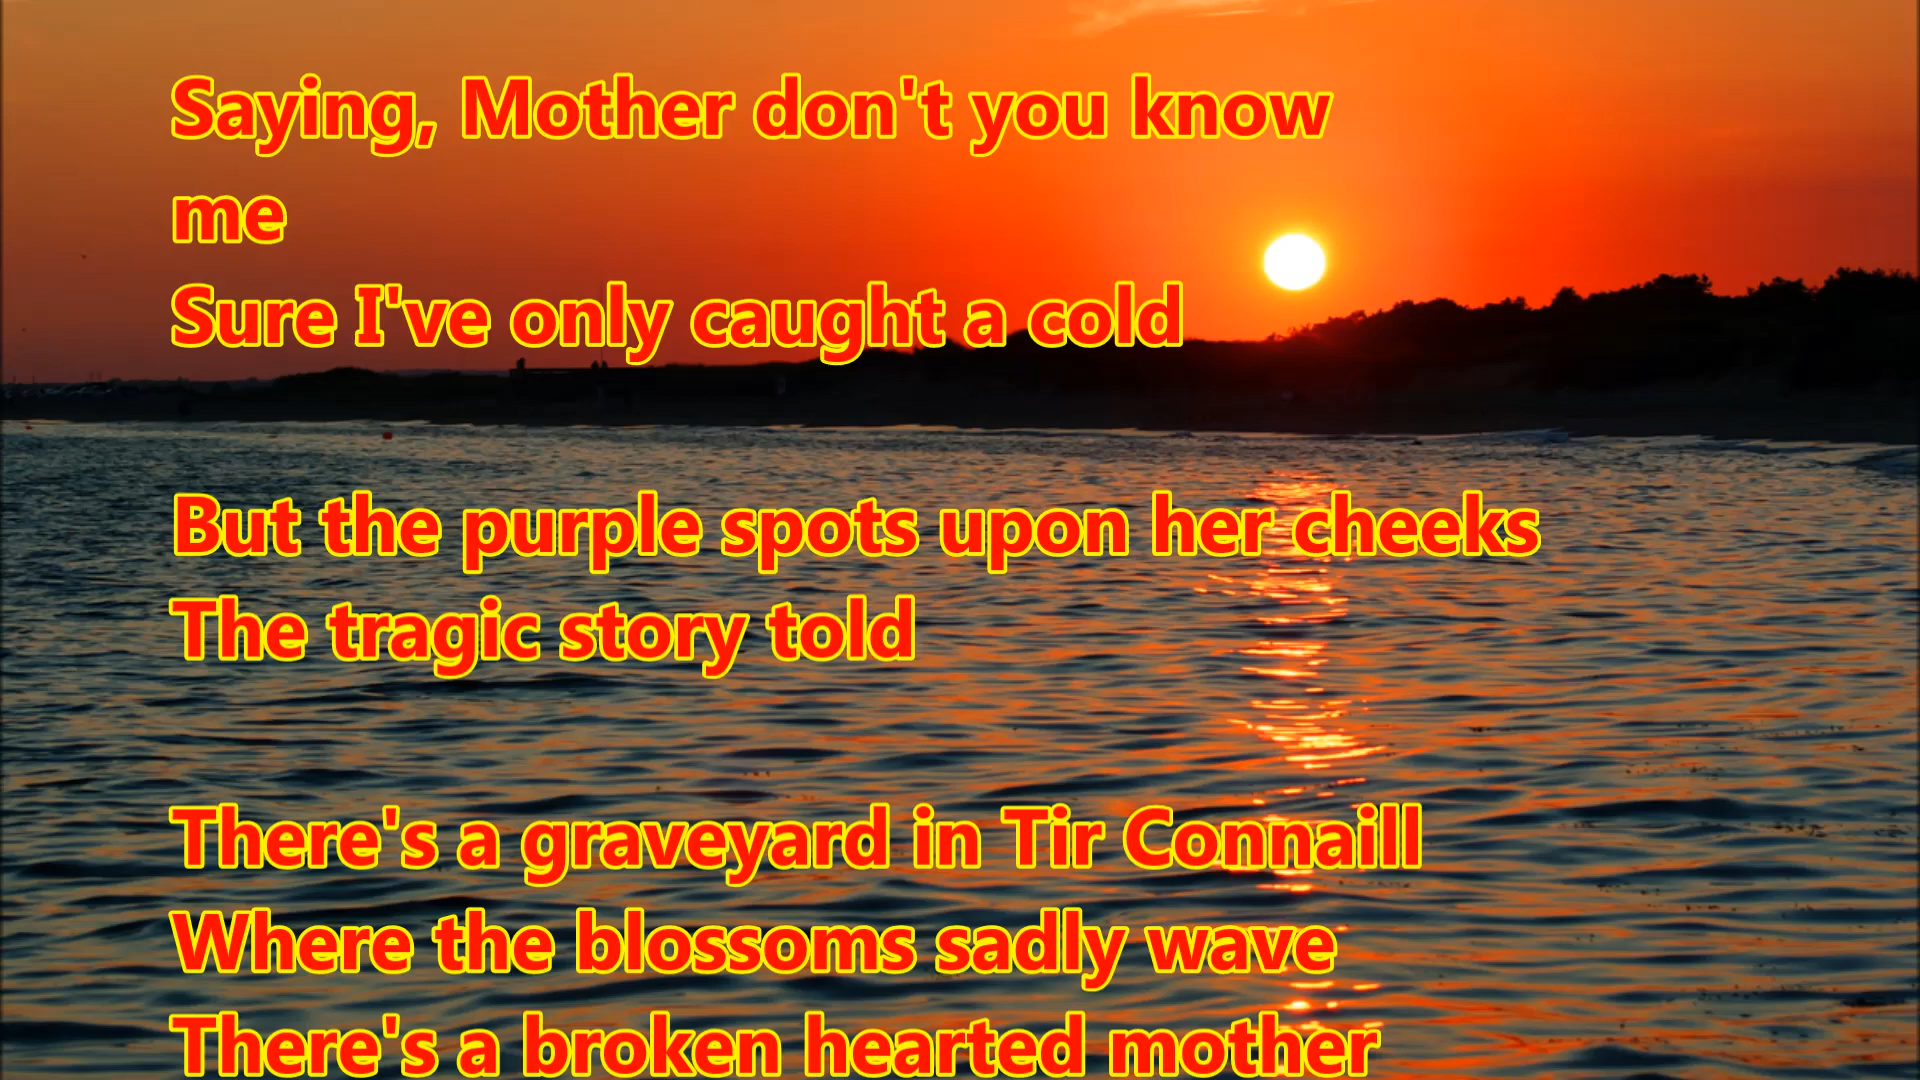 Saying, Mother don't you know
me
Sure I've only caught a cold
But the purple spots upon her cheeks
The tragic story told
There's a graveyard in Tir Connaill
Where the blossoms sadly wave
There's a broken hearted mother